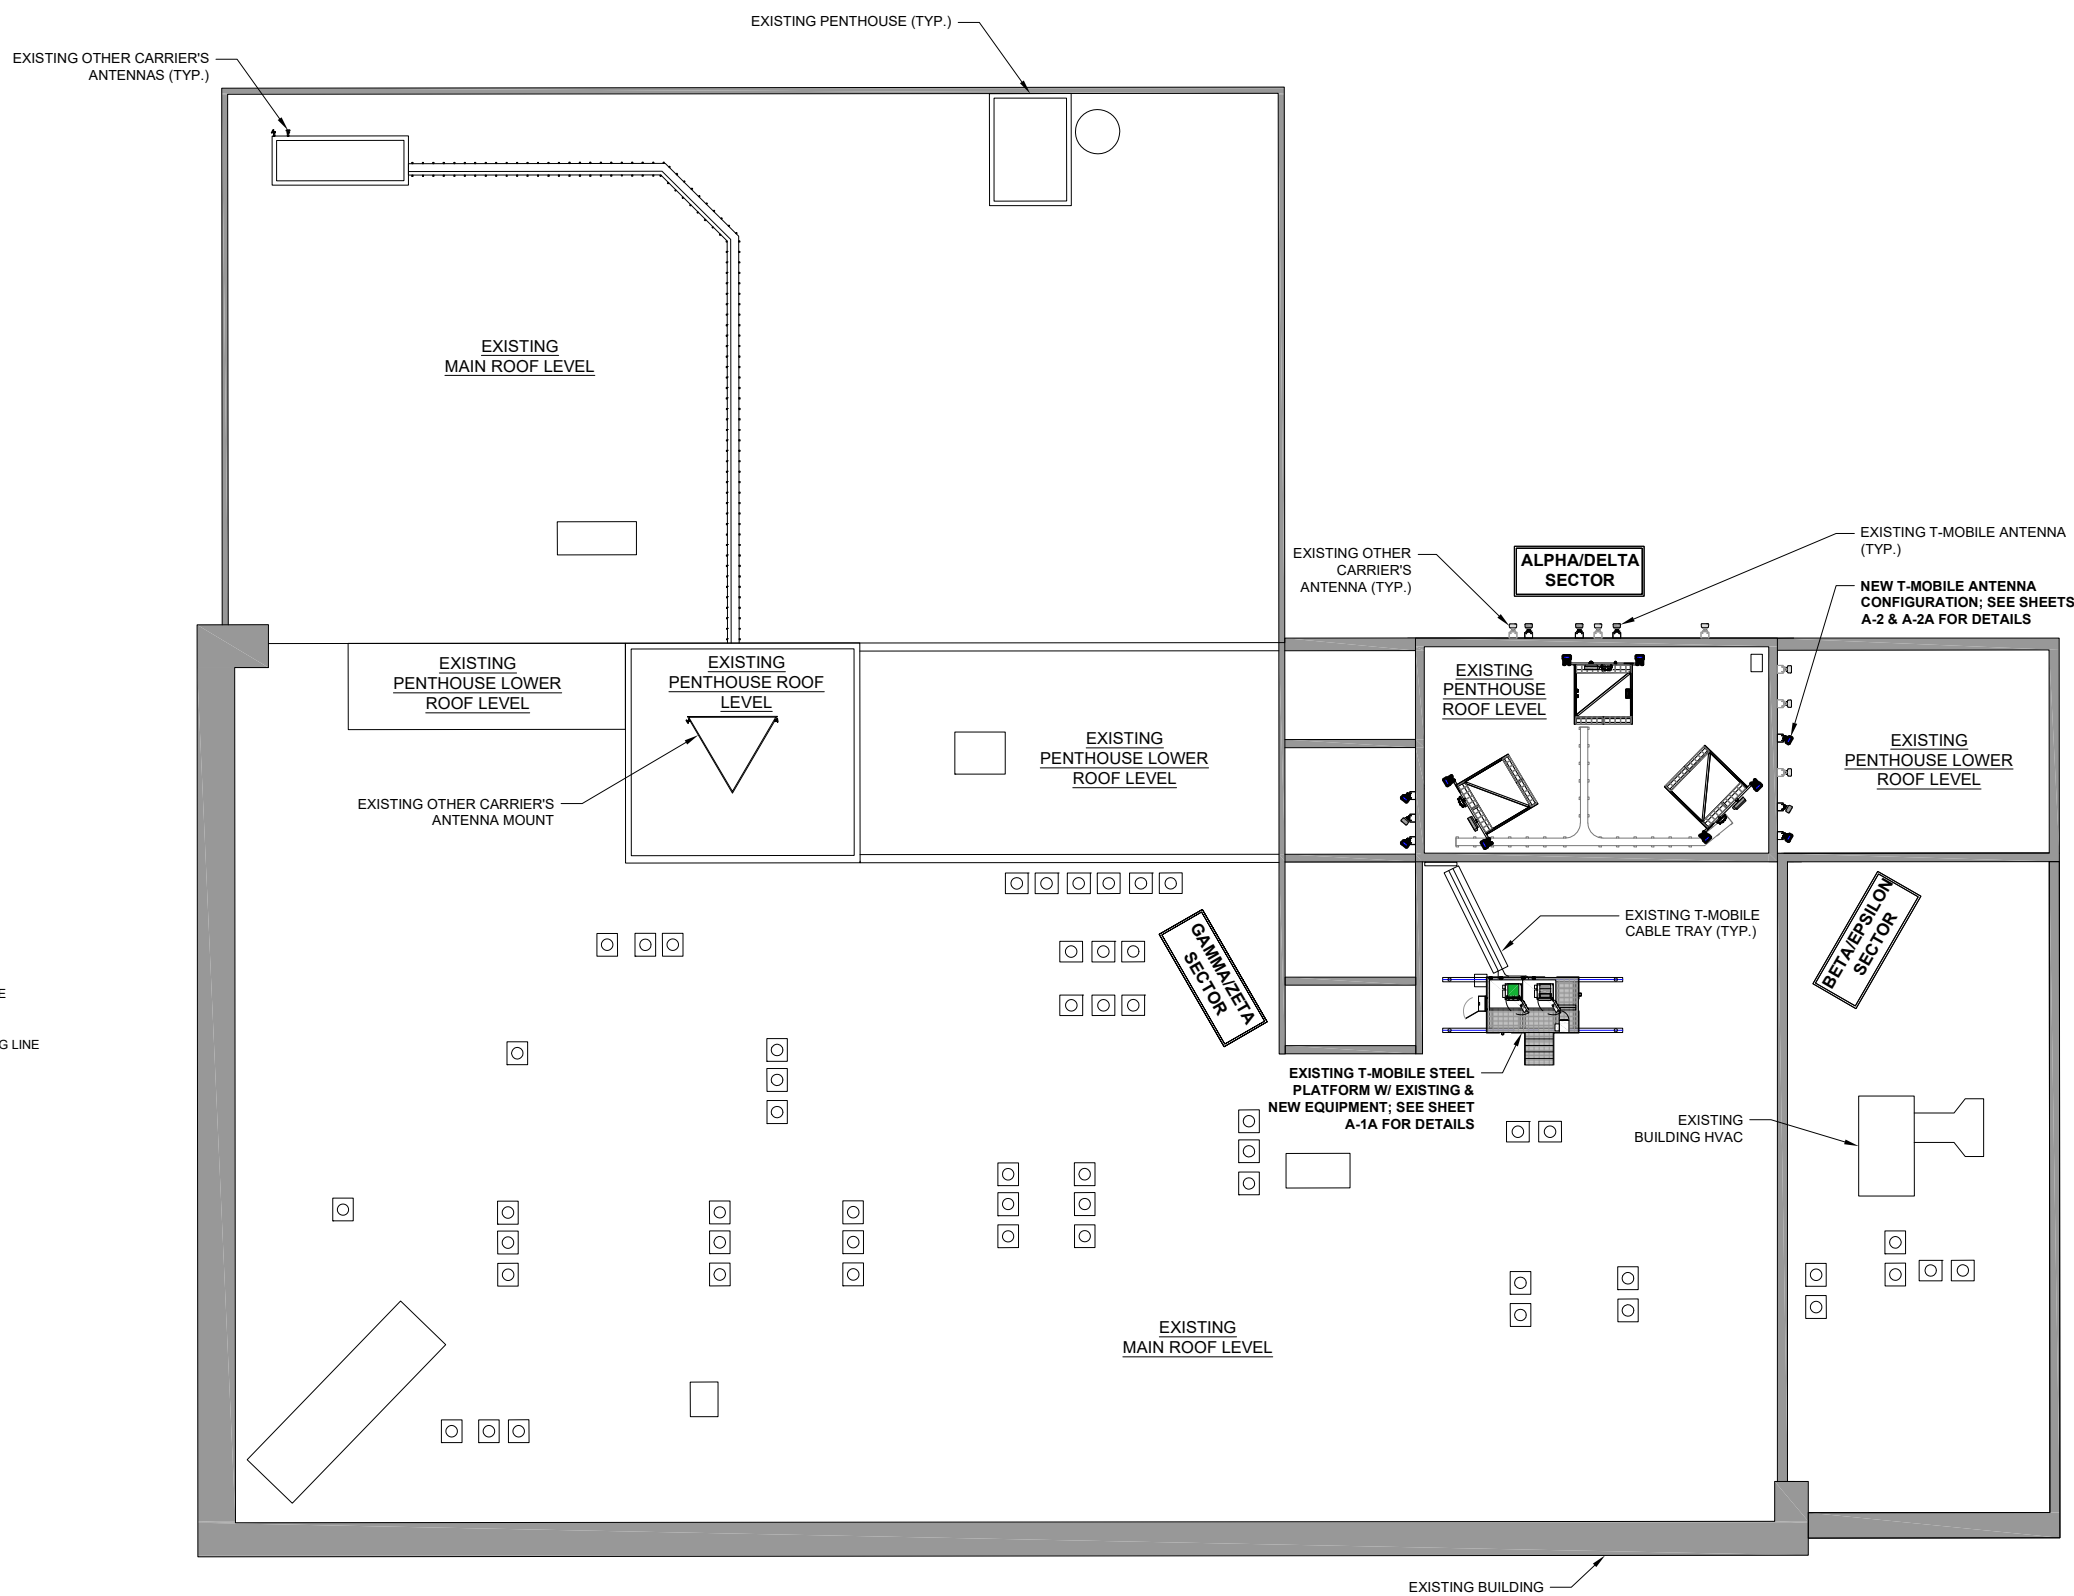 EXISTING PENTHOUSE (TYP.)
EXISTING OTHER CARRIER'S
ANTENNAS (TYP.)
EXISTING
MAIN ROOF LEVEL
EXISTING OTHER
CARRIER'S
ANTENNA (TYP.)
ALPHA/DELTA
SECTOR
EXISTING T-MOBILE ANTENNA
(TYP.)
NEW T-MOBILE ANTENNA
CONFIGURATION; SEE SHEETS
A-2 & A-2A FOR DETAILS
EXISTING
PENTHOUSE LOWER
ROOF LEVEL
EXISTING
PENTHOUSE ROOF
LEVEL
EXISTING
PENTHOUSE LOWER
ROOF LEVEL
EXISTING
PENTHOUSE
ROOF LEVEL
EXISTING
PENTHOUSE LOWER
ROOF LEVEL
EXISTING OTHER CARRIER'S
ANTENNA MOUNT
GAMMA/ZETA
SECTOR
EXISTING T-MOBILE
CABLE TRAY (TYP.)
BETA/EPSILON
SECTOR
E
G LINE
EXISTING T-MOBILE STEEL
PLATFORM W/ EXISTING &
NEW EQUIPMENT; SEE SHEET
A-1A FOR DETAILS
EXISTING
BUILDING HVAC
EXISTING
MAIN ROOF LEVEL
EXISTING BUILDING